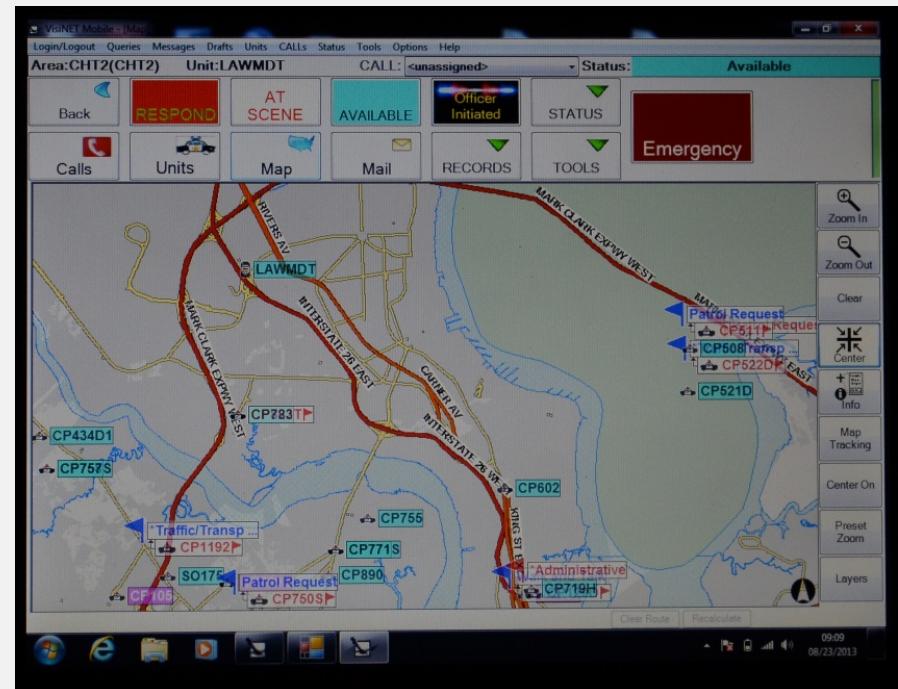 VisiNET Mobile - [Map]
Login/Logout Queries Messages Drafts Units CALLs Status Tools Options Help
Area:CHT2(CHT2) Unit:LAWMDT CALL: <unassigned> Status: Available
Back RESPOND AT SCENE AVAILABLE Officer Initiated STATUS
Emergency
Calls Units Map Mail RECORDS TOOLS
Zoom In
Zoom Out
Clear
Center
Info
Map Tracking
Center On
Preset Zoom
Layers
RIVERS AV
MARK CLARK EXPWY WEST
LAWMDT
INTERSTATE 26 EAST
MARK CLARK EXPWY WEST
Patrol Request
CP511
CP508 Transp ...
CP522D
EAST
CP521D
CP783
CP434D1
CP757S
INTERSTATE 26 WEST
CP602
CP755
KING ST
*Traffic/Transp ...
CP1192
CP771S
SO175
Patrol Request
CP890
*Administrative
CP105
CP750S
CP719H
Clear Route Recalculate
09:09
08/23/2013